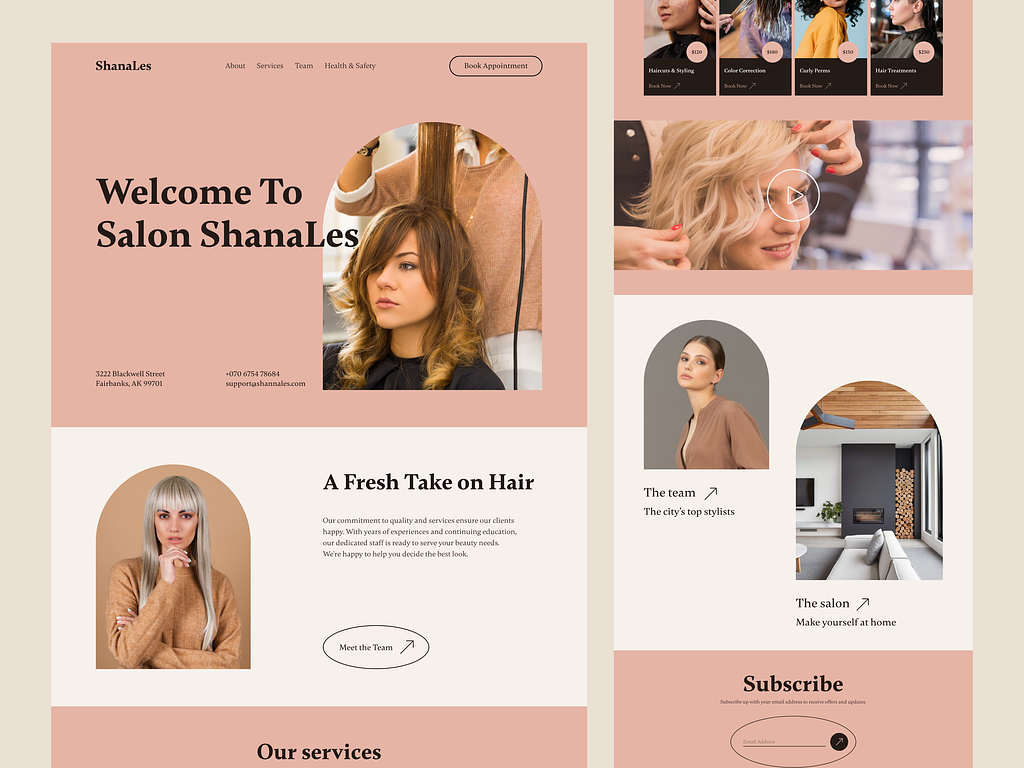 ShanaLes
About Services Team Health & Safety
Book Appointment
Welcome To
Salon ShanaLes
3222 Blackwell Street
Fairbanks, AK 99701
+070 6754 78684
support@shannales.com
A Fresh Take on Hair
Our commitment to quality and services ensure our clients
happy. With years of experiences and continuing education,
our dedicated staff is ready to serve your beauty needs.
We're happy to help you decide the best look.
Meet the Team
Our services
$120 $180 $150 $250
Haircuts & Styling Color Correction Curly Perms Hair Treatments
Book Now Book Now Book Now Book Now
The team
The city's top stylists
The salon
Make yourself at home
Subscribe
Subscribe up with your email address to receive offers and updates.
Email Address